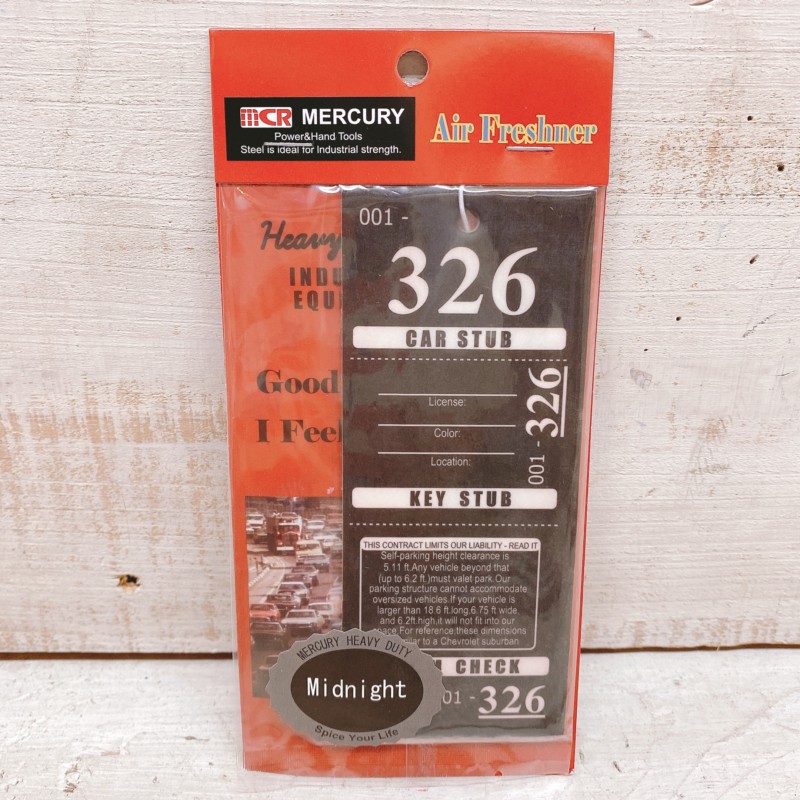 MCR MERCURY
Power&Hand Tools
Steel is ideal for Industrial strength.
Air Freshner
Heavy
INDU
EQUI
Good
I Feel
001 -
326
CAR STUB
License:
Color:
Location:
001 - 326
KEY STUB
THIS CONTRACT LIMITS OUR LIABILITY - READ IT
Self-parking height clearance is
5.11 ft.Any vehicle beyond that
(up to 6.2 ft.)must valet park.Our
parking structure cannot accommodate
oversized vehicles.If your vehicle is
larger than 18.6 ft.long,6.75 ft.wide
and 6.2ft.high,it will not fit into our
pace.For reference,these dimensions
ilar to a Chevrolet suburban
CHECK
01 - 326
MERCURY HEAVY DUTY
Midnight
Spice Your Life